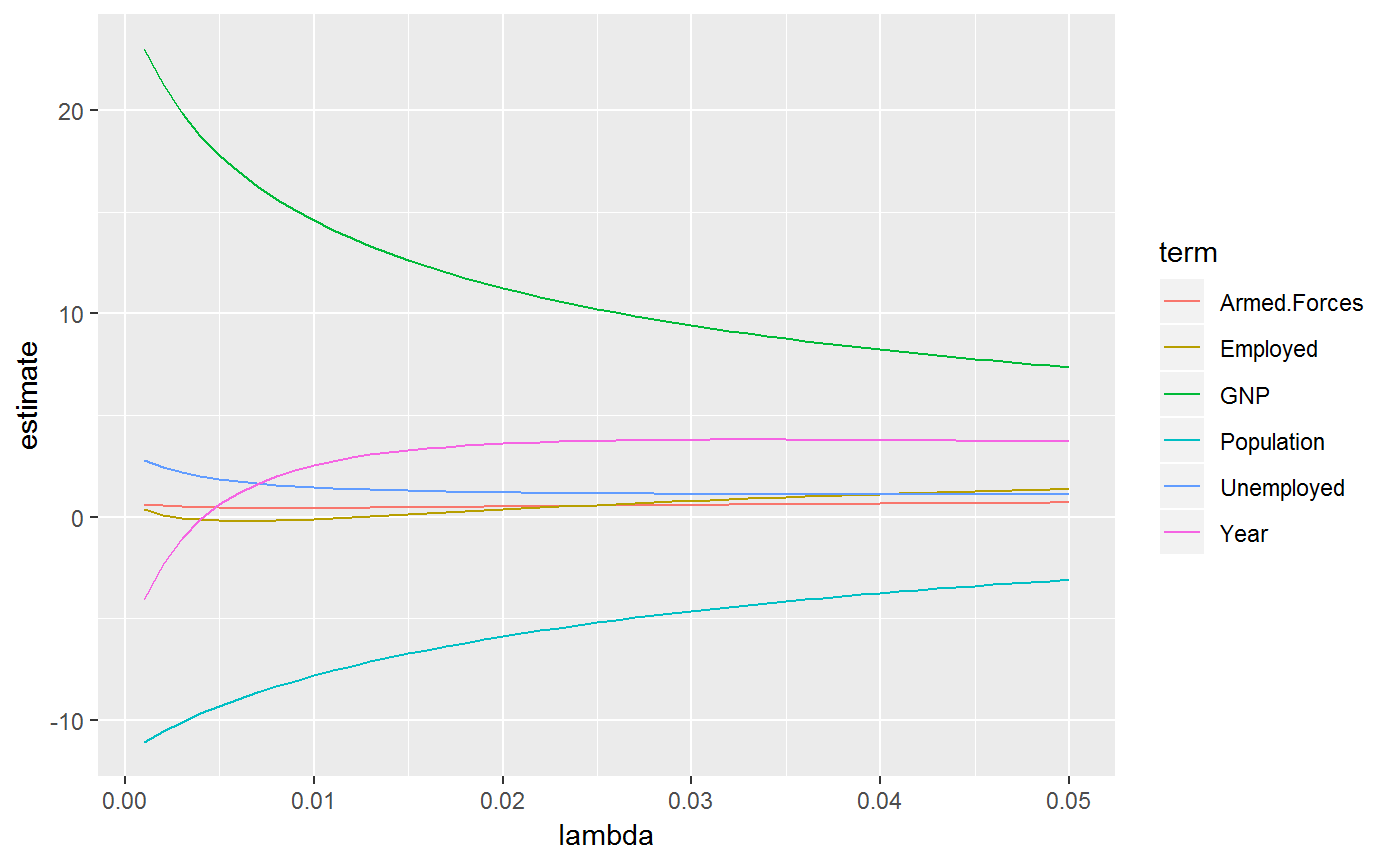 20
10
0
-10
estimate
0.00 0.01 0.02 0.03 0.04 0.05
lambda
term
Armed.Forces
Employed
GNP
Population
Unemployed
Year